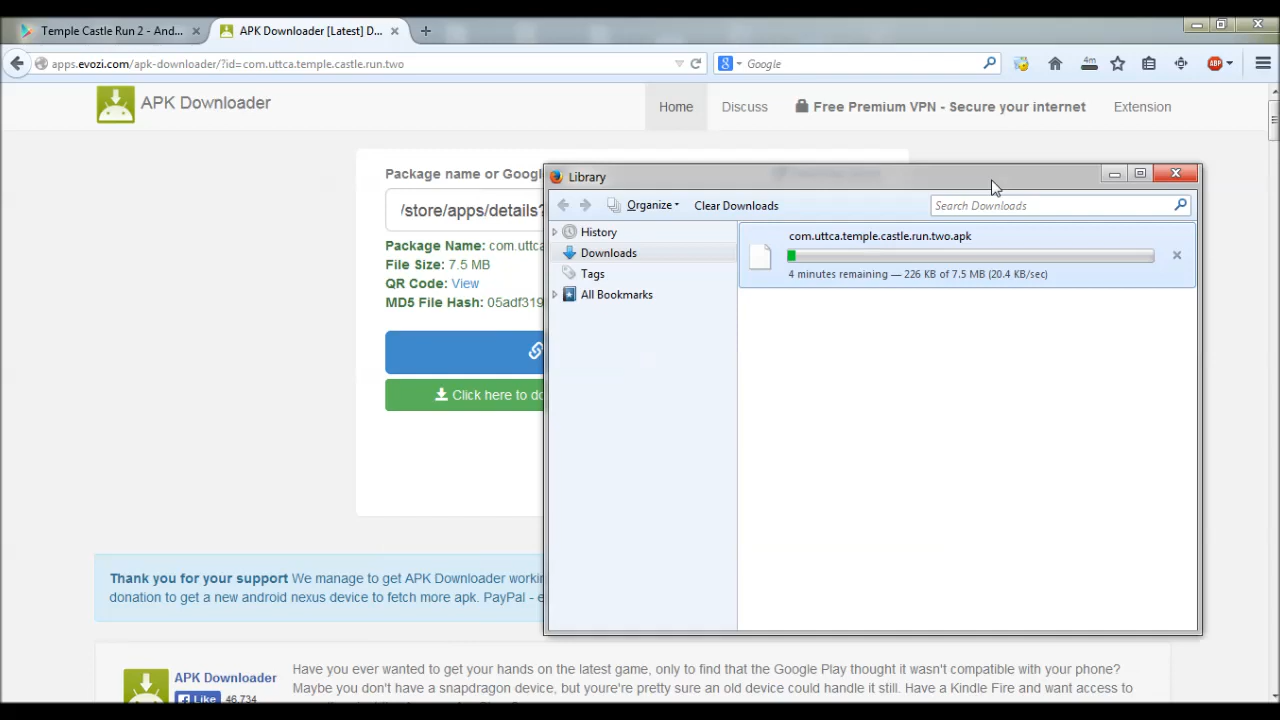 Temple Castle Run 2 - And...
APK Downloader [Latest] D...
apps.evozi.com/apk-downloader/?id=com.uttca.temple.castle.run.two
Google
4m
ABP
APK Downloader
Home
Discuss
Free Premium VPN - Secure your internet
Extension
Package name or Googl
/store/apps/details?
Package Name: com.uttca
File Size: 7.5 MB
QR Code: View
MD5 File Hash: 05adf319
Click here to do
Library
Organize
Clear Downloads
Search Downloads
History
Downloads
Tags
All Bookmarks
com.uttca.temple.castle.run.two.apk
4 minutes remaining — 226 KB of 7.5 MB (20.4 KB/sec)
Thank you for your support We manage to get APK Downloader workin
donation to get a new android nexus device to fetch more apk. PayPal - e
APK Downloader
Like 46,734
Have you ever wanted to get your hands on the latest game, only to find that the Google Play thought it wasn't compatible with your phone?
Maybe you don't have a snapdragon device, but youre pretty sure an old device could handle it still. Have a Kindle Fire and want access to